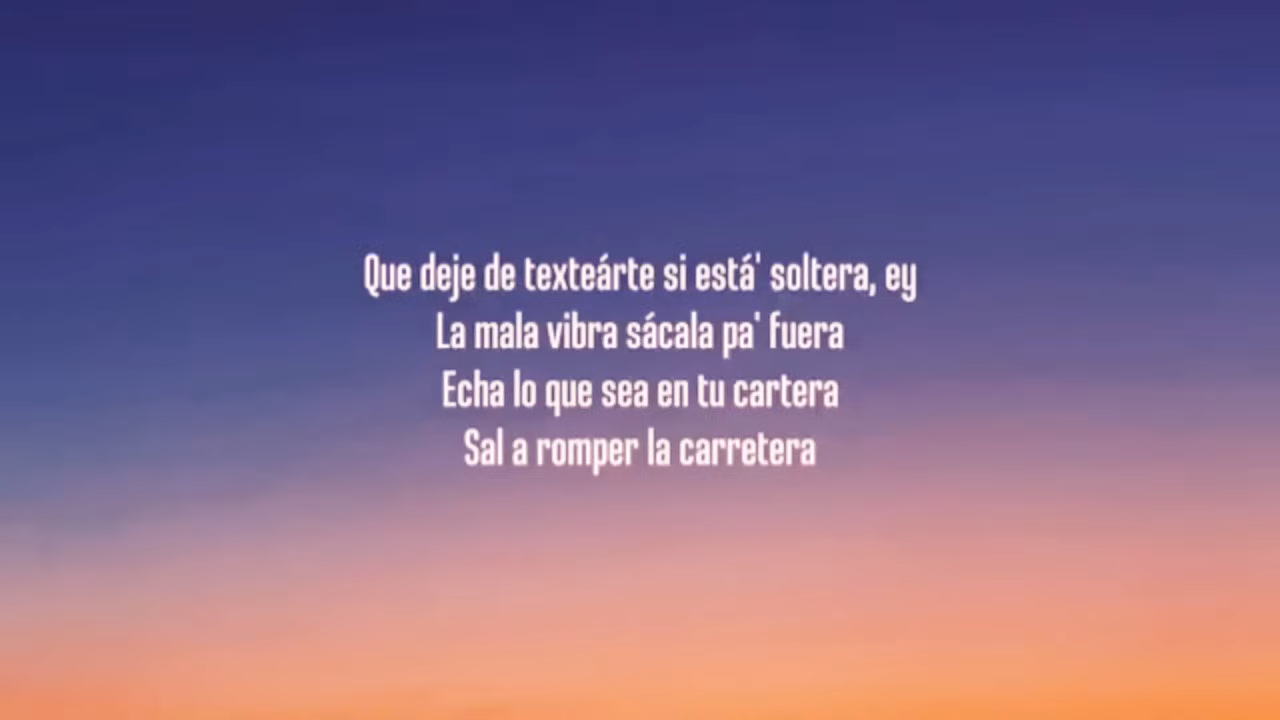 Que deje de texteárte si está' soltera, ey
La mala vibra sácala pa' fuera
Echa lo que sea en tu cartera
Sal a romper la carretera